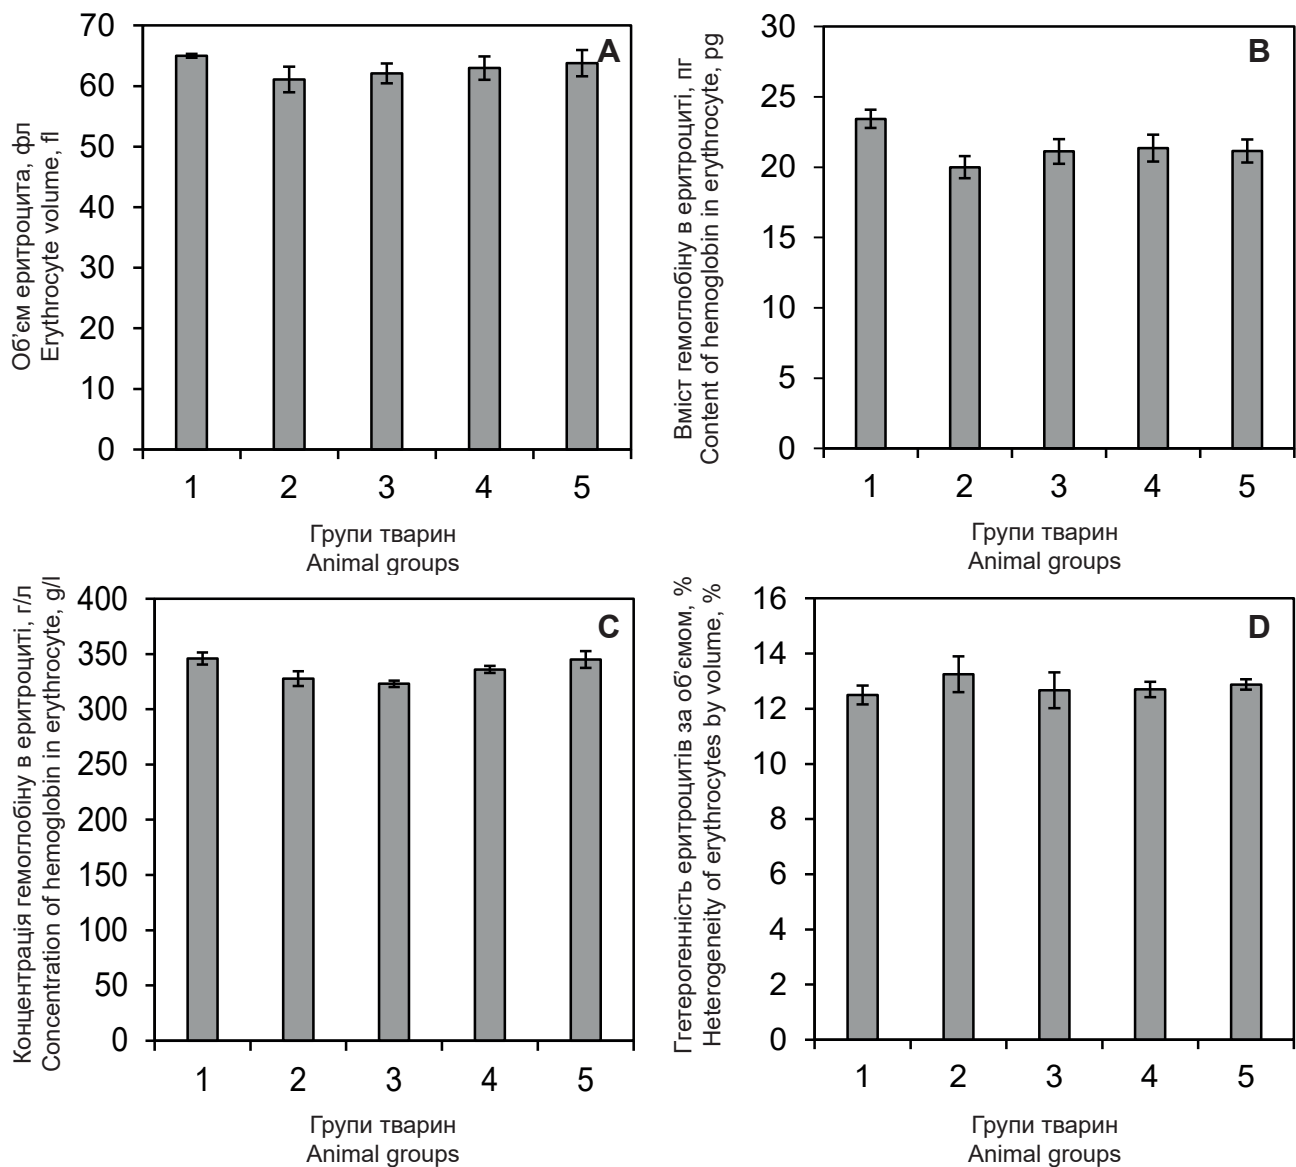 Об’єм еритроцита, фл
Erythrocyte volume, fl
70
60
50
40
30
20
10
0
A
1 2 3 4 5
Групи тварин
Animal groups
Вміст гемоглобіну в еритроциті, пг
Content of hemoglobin in erythrocyte, pg
30
25
20
15
10
5
0
B
1 2 3 4 5
Групи тварин
Animal groups
Концентрація гемоглобіну в еритроциті, г/л
Concentration of hemoglobin in erythrocyte, g/l
400
350
300
250
200
150
100
50
0
C
1 2 3 4 5
Групи тварин
Animal groups
Ггетерогенність еритроцитів за об’ємом, %
Heterogeneity of erythrocytes by volume, %
16
14
12
10
8
6
4
2
0
D
1 2 3 4 5
Групи тварин
Animal groups